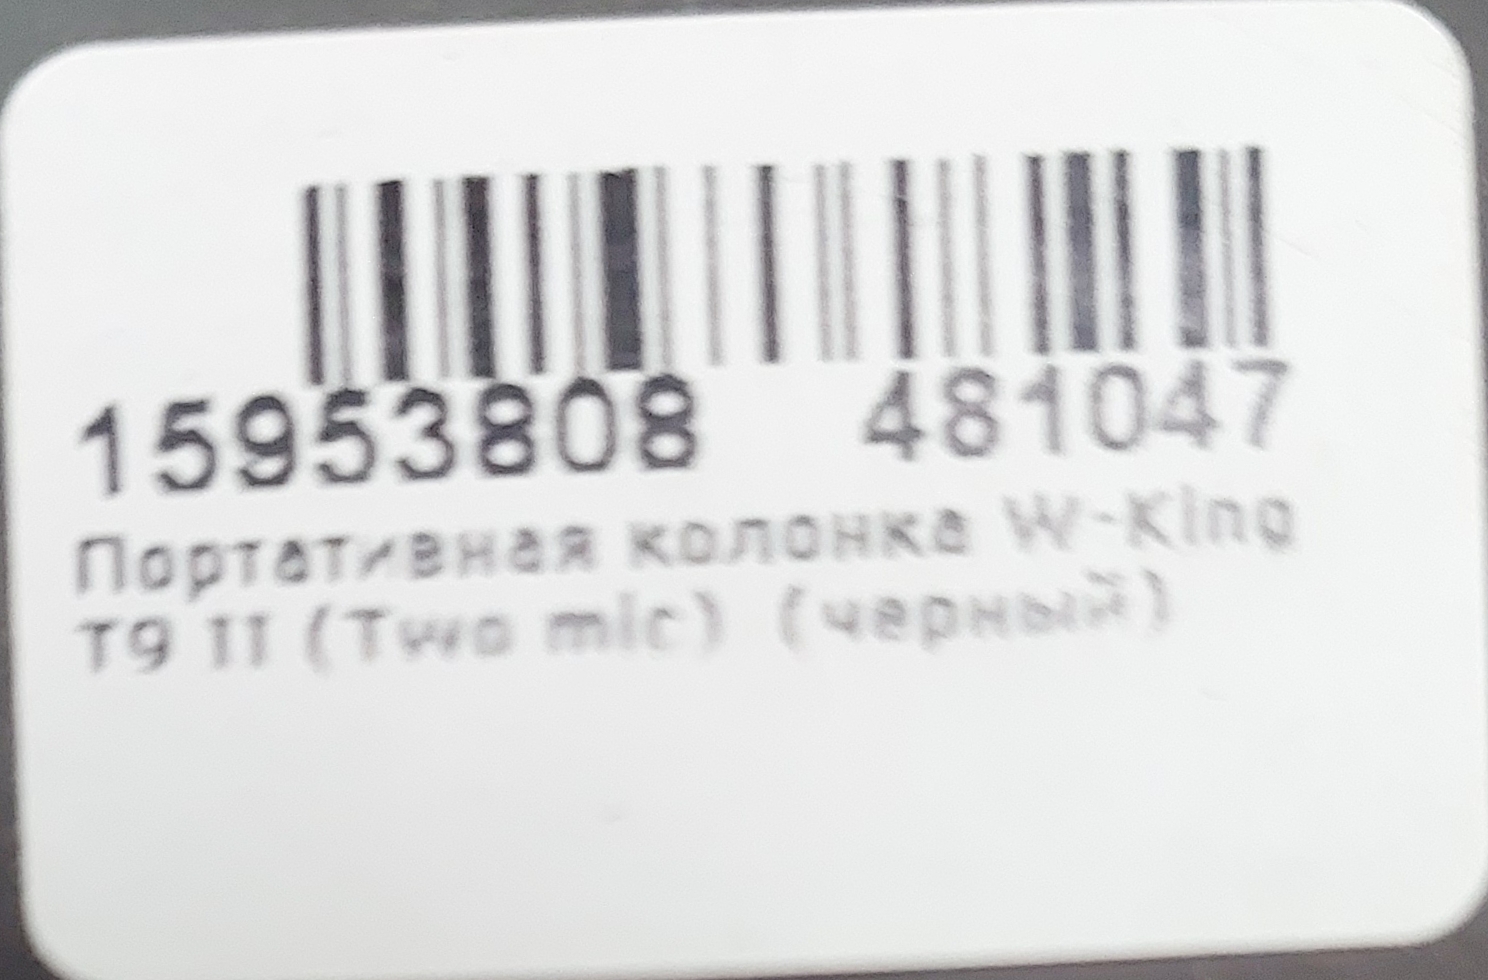 15953808 481047
Портативная колонка W-King
T9 II (Two mic) (черный)